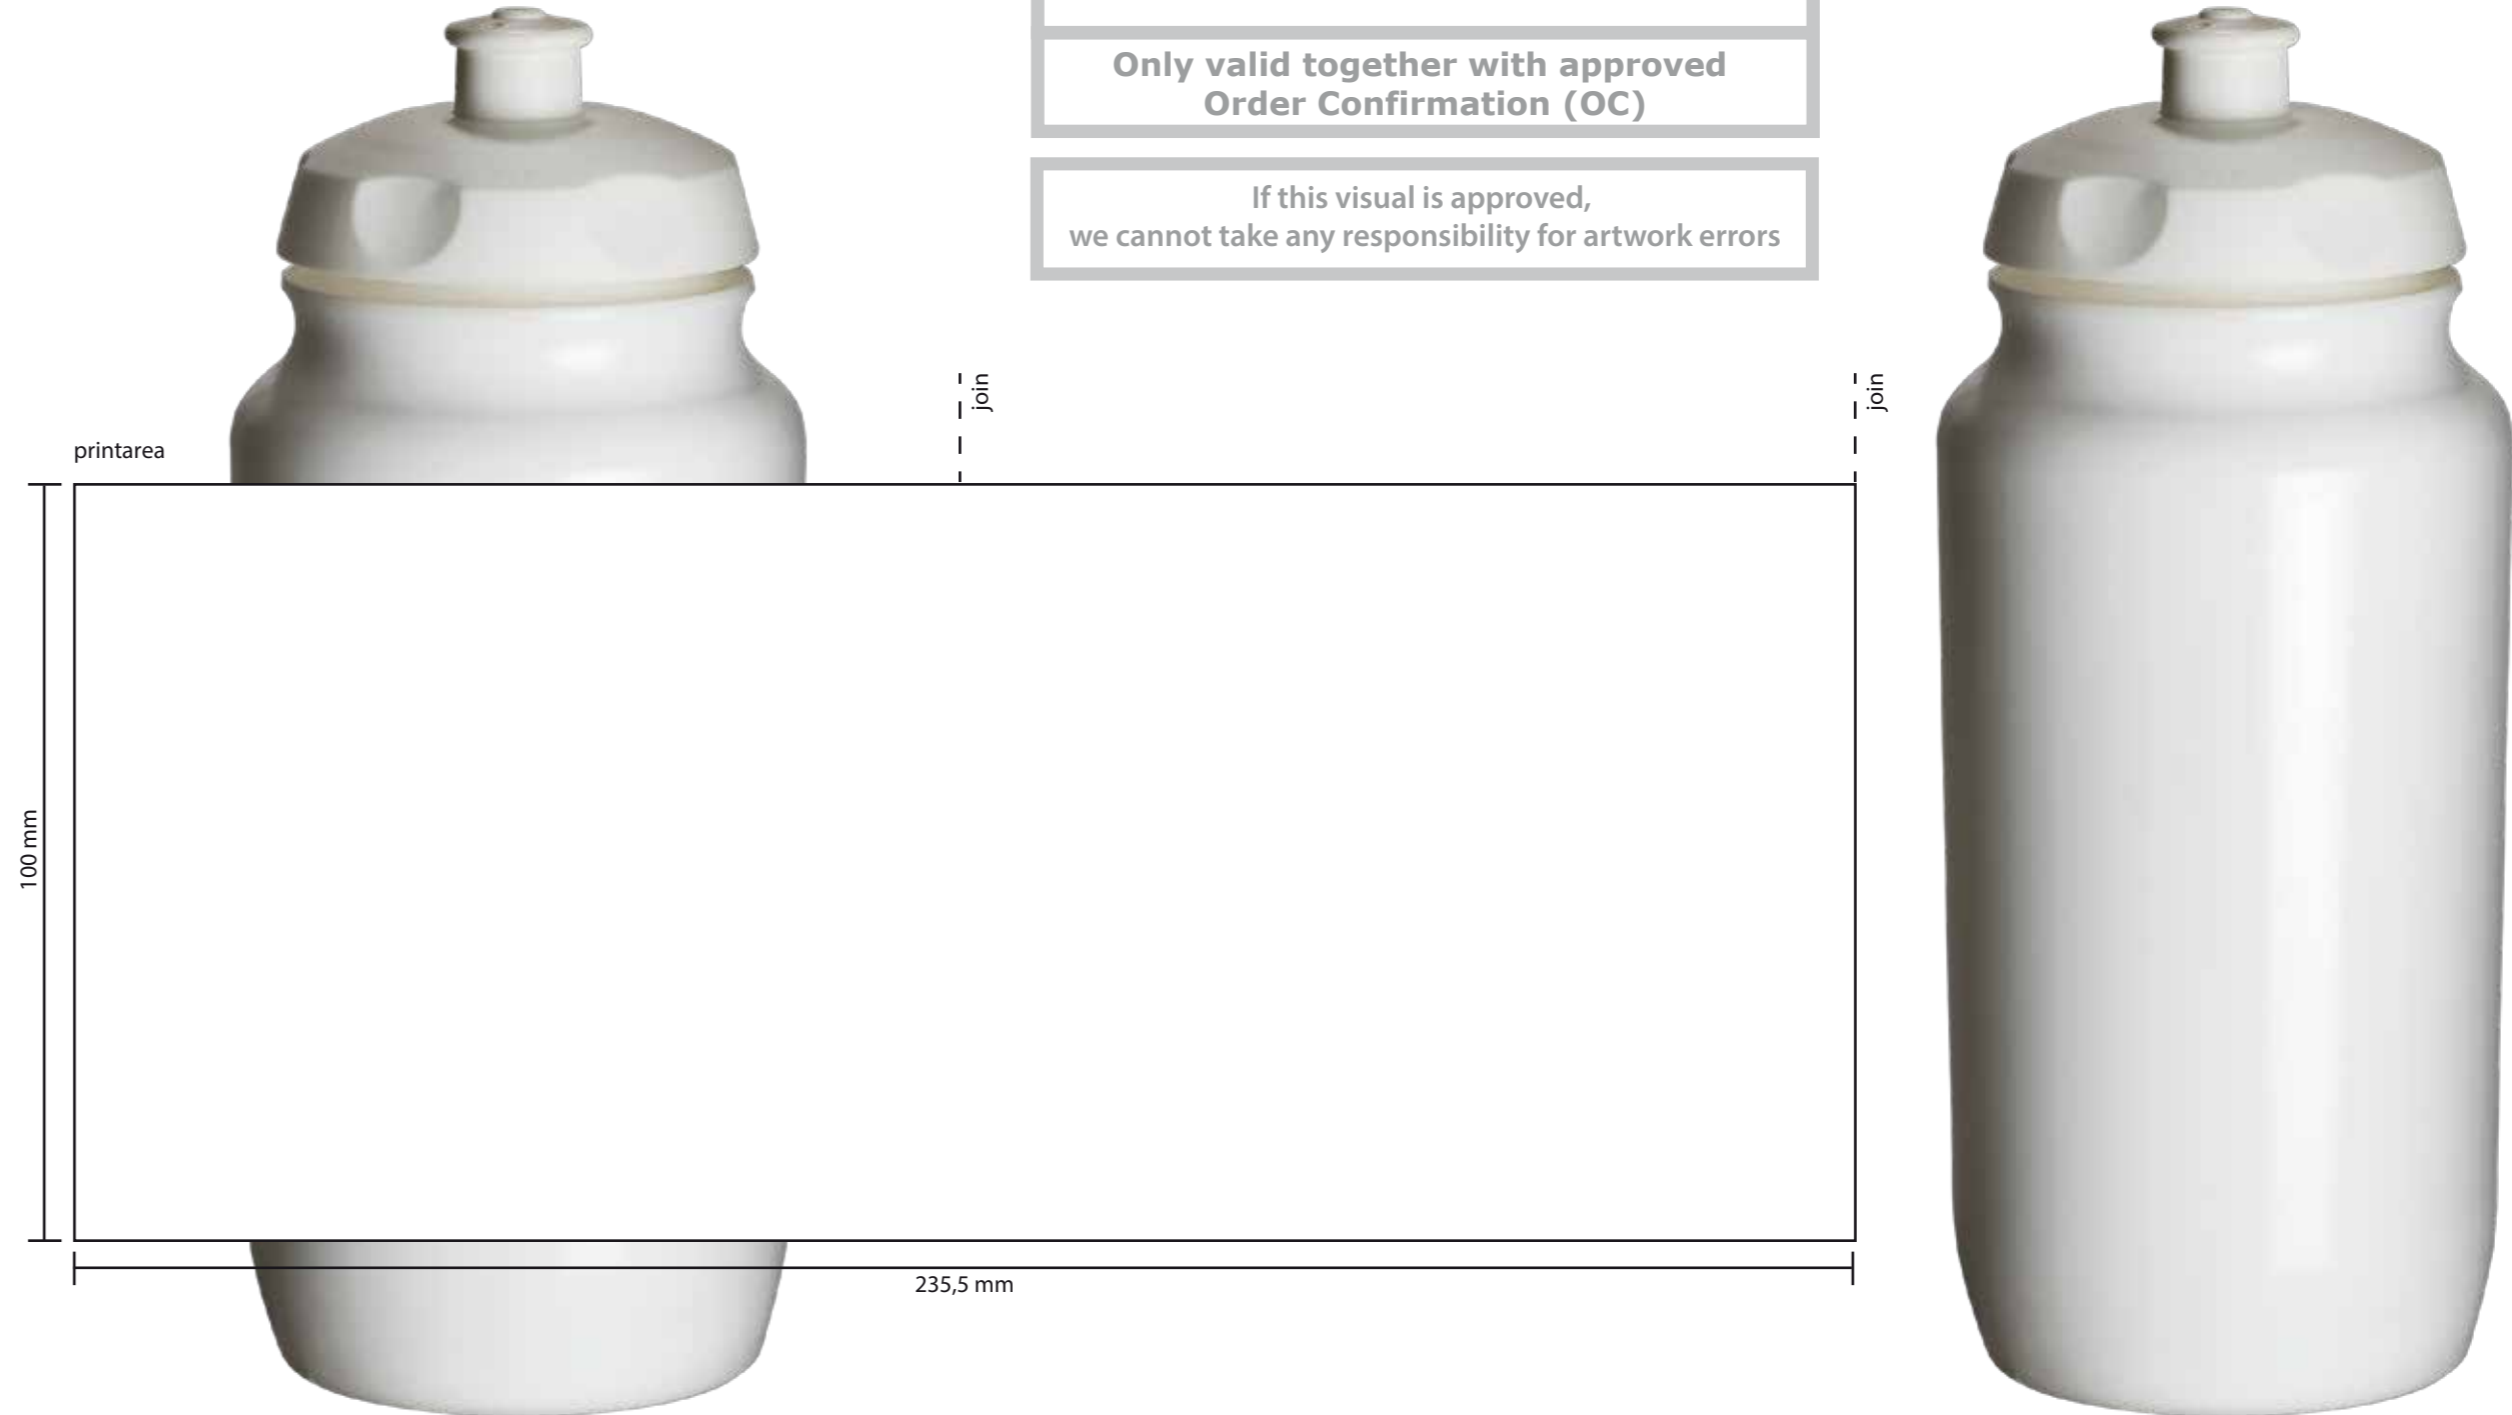 Only valid together with approved
Order Confirmation (OC)
If this visual is approved,
we cannot take any responsibility for artwork errors
join
join
printarea
100 mm
235,5 mm